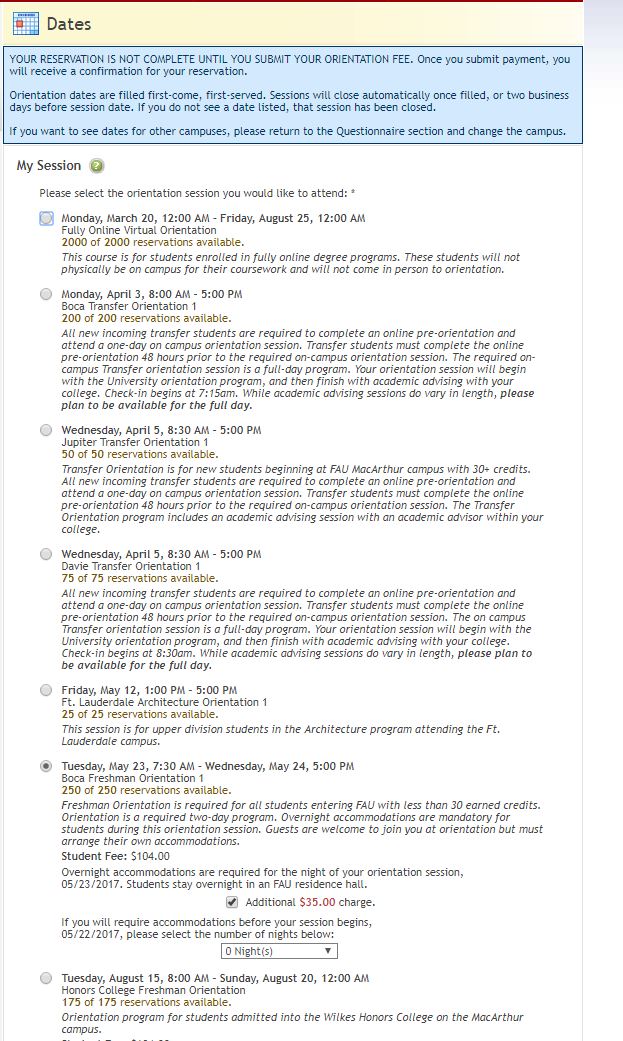 Dates
YOUR RESERVATION IS NOT COMPLETE UNTIL YOU SUBMIT YOUR ORIENTATION FEE. Once you submit payment, you
will receive a confirmation for your reservation.
Orientation dates are filled first-come, first-served. Sessions will close automatically once filled, or two business
days before session date. If you do not see a date listed, that session has been closed.
If you want to see dates for other campuses, please return to the Questionnaire section and change the campus.
My Session ?
Please select the orientation session you would like to attend: *
Monday, March 20, 12:00 AM - Friday, August 25, 12:00 AM
Fully Online Virtual Orientation
2000 of 2000 reservations available.
This course is for students enrolled in fully online degree programs. These students will not
physically be on campus for their coursework and will not come in person to orientation.
Monday, April 3, 8:00 AM - 5:00 PM
Boca Transfer Orientation 1
200 of 200 reservations available.
All new incoming transfer students are required to complete an online pre-orientation and
attend a one-day on campus orientation session. Transfer students must complete the online
pre-orientation 48 hours prior to the required on-campus orientation session. The required on-
campus Transfer orientation session is a full-day program. Your orientation session will begin
with the University orientation program, and then finish with academic advising with your
college. Check-in begins at 7:15am. While academic advising sessions do vary in length, please
plan to be available for the full day.
Wednesday, April 5, 8:30 AM - 5:00 PM
Jupiter Transfer Orientation 1
50 of 50 reservations available.
Transfer Orientation is for new students beginning at FAU MacArthur campus with 30+ credits.
All new incoming transfer students are required to complete an online pre-orientation and
attend a one-day on campus orientation session. Transfer students must complete the online
pre-orientation 48 hours prior to the required on-campus orientation session. The Transfer
Orientation program includes an academic advising session with an academic advisor within your
college.
Wednesday, April 5, 8:30 AM - 5:00 PM
Davie Transfer Orientation 1
75 of 75 reservations available.
All new incoming transfer students are required to complete an online pre-orientation and
attend a one-day on campus orientation session. Transfer students must complete the online
pre-orientation 48 hours prior to the required on-campus orientation session. The on campus
Transfer orientation session is a full-day program. Your orientation session will begin with the
University orientation program, and then finish with academic advising with your college.
Check-in begins at 8:30am. While academic advising sessions do vary in length, please plan to
be available for the full day.
Friday, May 12, 1:00 PM - 5:00 PM
Ft. Lauderdale Architecture Orientation 1
25 of 25 reservations available.
This session is for upper division students in the Architecture program attending the Ft.
Lauderdale campus.
Tuesday, May 23, 7:30 AM - Wednesday, May 24, 5:00 PM
Boca Freshman Orientation 1
250 of 250 reservations available.
Freshman Orientation is required for all students entering FAU with less than 30 earned credits.
Orientation is a required two-day program. Overnight accommodations are mandatory for
students during this orientation session. Guests are welcome to join you at orientation but must
arrange their own accommodations.
Student Fee: $104.00
Overnight accommodations are required for the night of your orientation session,
05/23/2017. Students stay overnight in an FAU residence hall.
Additional $35.00 charge.
If you will require accommodations before your session begins,
05/22/2017, please select the number of nights below:
0 Night(s)
Tuesday, August 15, 8:00 AM - Sunday, August 20, 12:00 AM
Honors College Freshman Orientation
175 of 175 reservations available.
Orientation program for students admitted into the Wilkes Honors College on the MacArthur
campus.